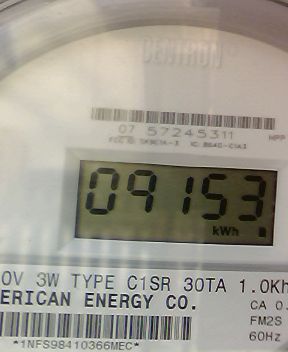 CENTRON®
07 57245311
09153
kWh
0V 3W TYPE C1SR 30TA 1.0Kh
ERICAN ENERGY CO.
CA 0.
FM2S
60Hz
*1NFS98410366MEC*